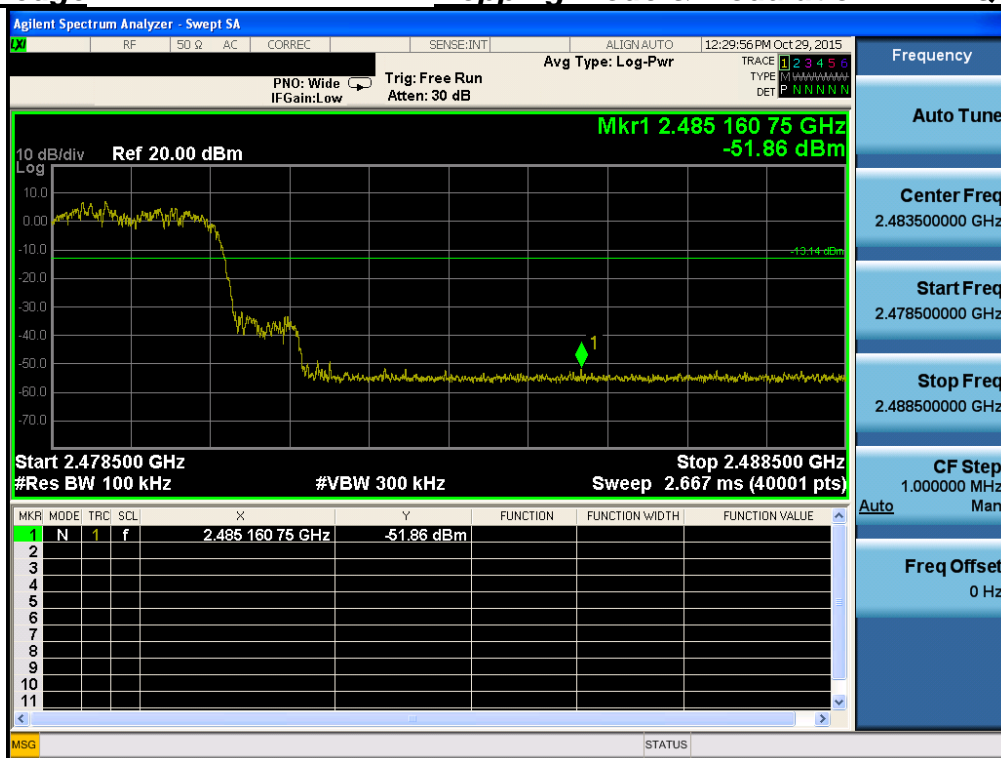 Agilent Spectrum Analyzer - Swept SA
LXI RF 50 Ω AC CORREC SENSE:INT ALIGN AUTO 12:29:56 PM Oct 29, 2015
Avg Type: Log-Pwr TRACE 1 2 3 4 5 6
PNO: Wide Trig: Free Run TYPE M
IFGain:Low Atten: 30 dB DET P N N N N N
Mkr1 2.485 160 75 GHz
-51.86 dBm
10 dB/div Ref 20.00 dBm
Log
10.0
0.00
-10.0
-13.14 dBm
-20.0
-30.0
-40.0
1
-50.0
-60.0
-70.0
Start 2.478500 GHz Stop 2.488500 GHz
#Res BW 100 kHz #VBW 300 kHz Sweep 2.667 ms (40001 pts)
MKR MODE TRC SCL X Y FUNCTION FUNCTION WIDTH FUNCTION VALUE
1 N 1 f 2.485 160 75 GHz -51.86 dBm
2
3
4
5
6
7
8
9
10
11
MSG STATUS
Frequency
Auto Tune
Center Freq
2.483500000 GHz
Start Freq
2.478500000 GHz
Stop Freq
2.488500000 GHz
CF Step
1.000000 MHz
Auto Man
Freq Offset
0 Hz